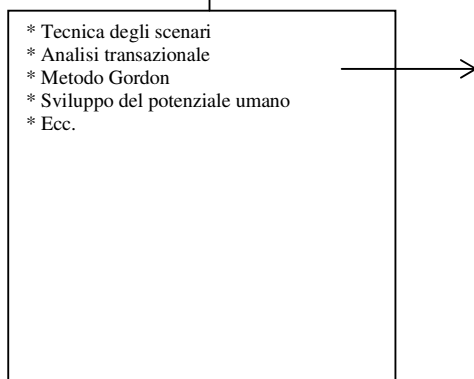 * Tecnica degli scenari
* Analisi transazionale
* Metodo Gordon
* Sviluppo del potenziale umano
* Ecc.